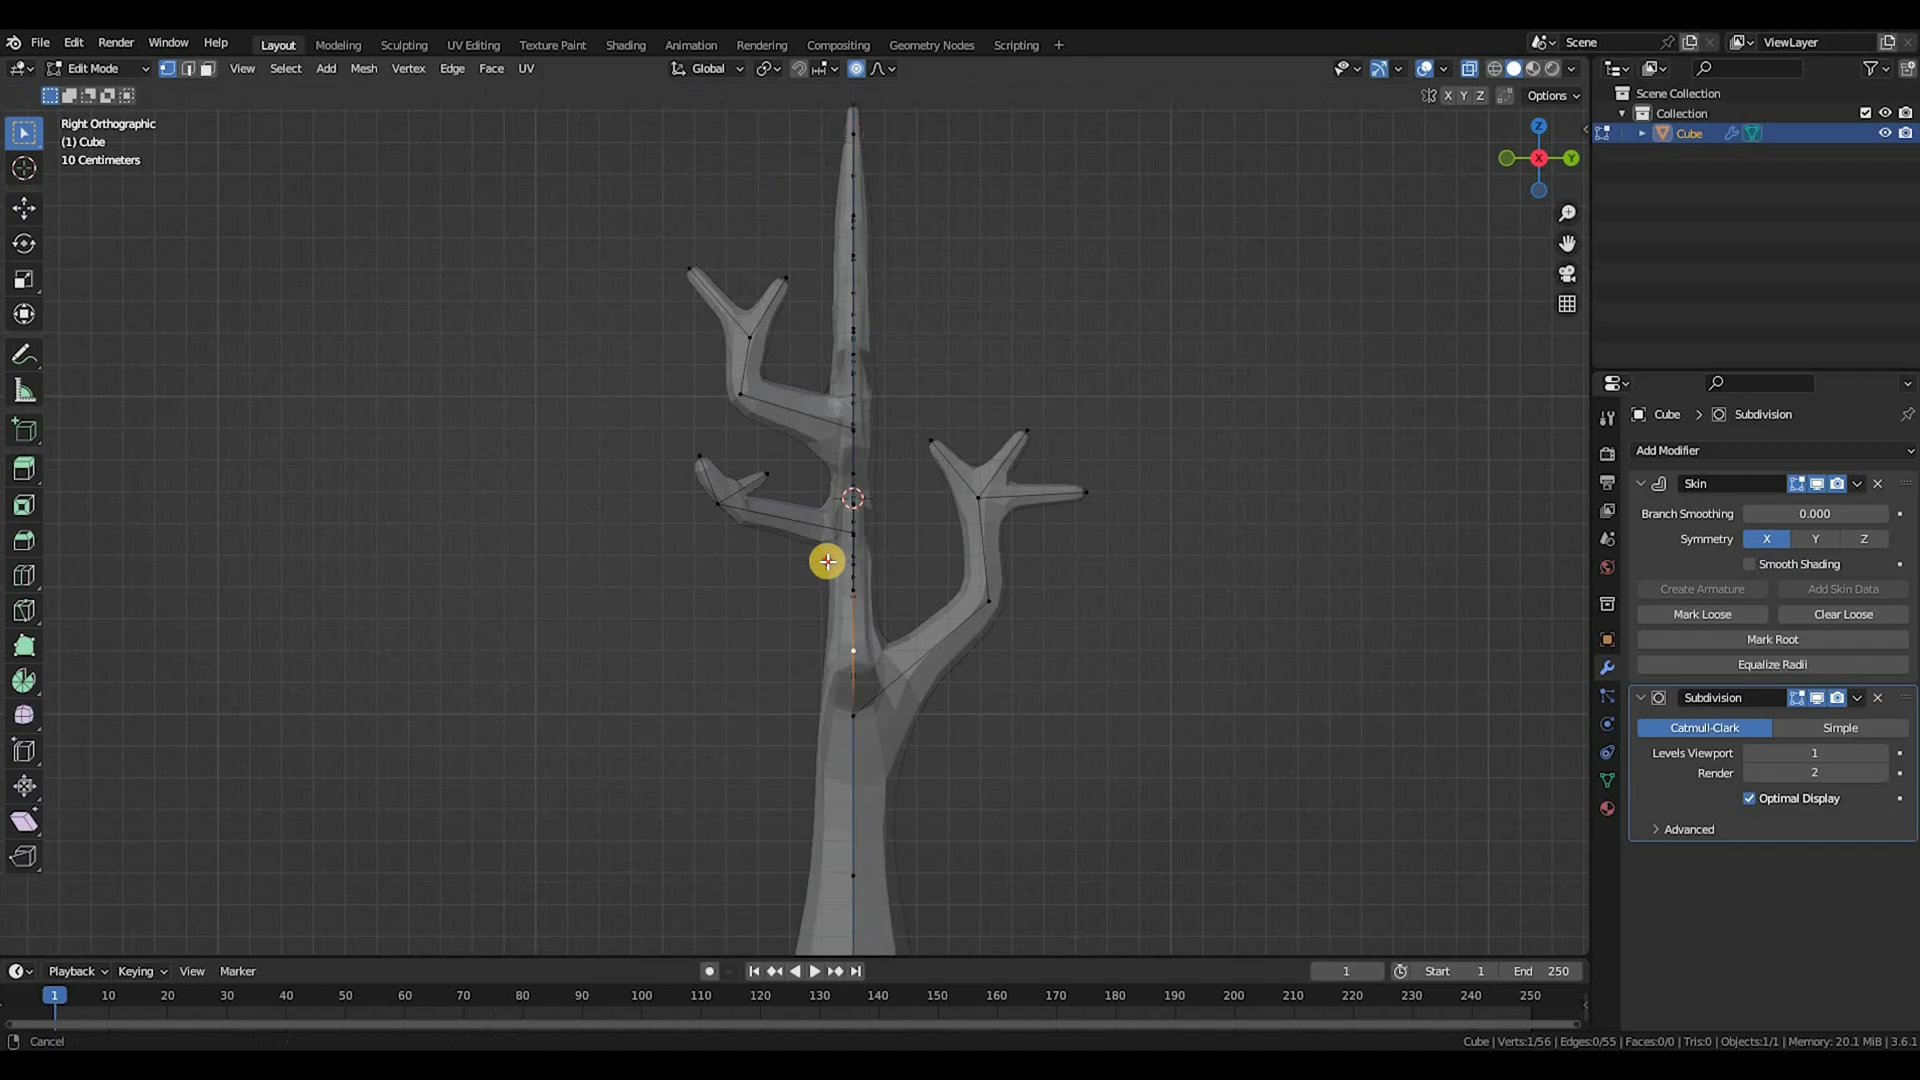 File Edit Render Window Help Layout Modeling Sculpting UV Editing Texture Paint Shading Animation Rendering Compositing Geometry Nodes Scripting + Scene ViewLayer
Edit Mode View Select Add Mesh Vertex Edge Face UV Global
X Y Z Options
Right Orthographic
(1) Cube
10 Centimeters
Z
X
Y
Scene Collection
Collection
Cube
Cube > Subdivision
Add Modifier
Skin
Branch Smoothing 0.000
Symmetry X Y Z
Smooth Shading
Create Armature Add Skin Data
Mark Loose Clear Loose
Mark Root
Equalize Radii
Subdivision
Catmull-Clark Simple
Levels Viewport 1
Render 2
Optimal Display
Advanced
Playback Keying View Marker 1 Start 1 End 250
1 10 20 30 40 50 60 70 80 90 100 110 120 130 140 150 160 170 180 190 200 210 220 230 240 250
Cancel Cube | Verts:1/56 | Edges:0/55 | Faces:0/0 | Tris:0 | Objects:1/1 | Memory: 20.1 MiB | 3.6.1